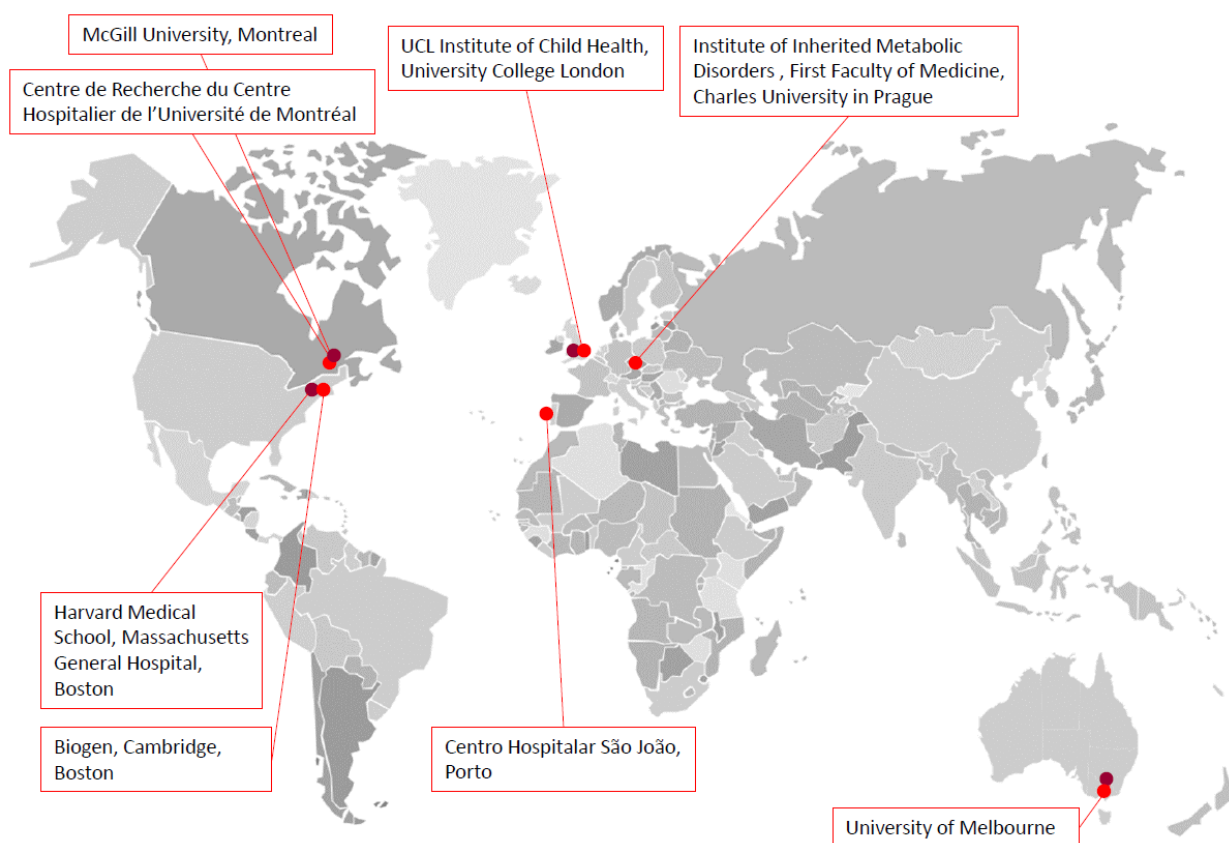 McGill University, Montreal
Centre de Recherche du Centre
Hospitalier de l’Université de Montréal
UCL Institute of Child Health,
University College London
Institute of Inherited Metabolic
Disorders , First Faculty of Medicine,
Charles University in Prague
Harvard Medical
School, Massachusetts
General Hospital,
Boston
Biogen, Cambridge,
Boston
Centro Hospitalar São João,
Porto
University of Melbourne